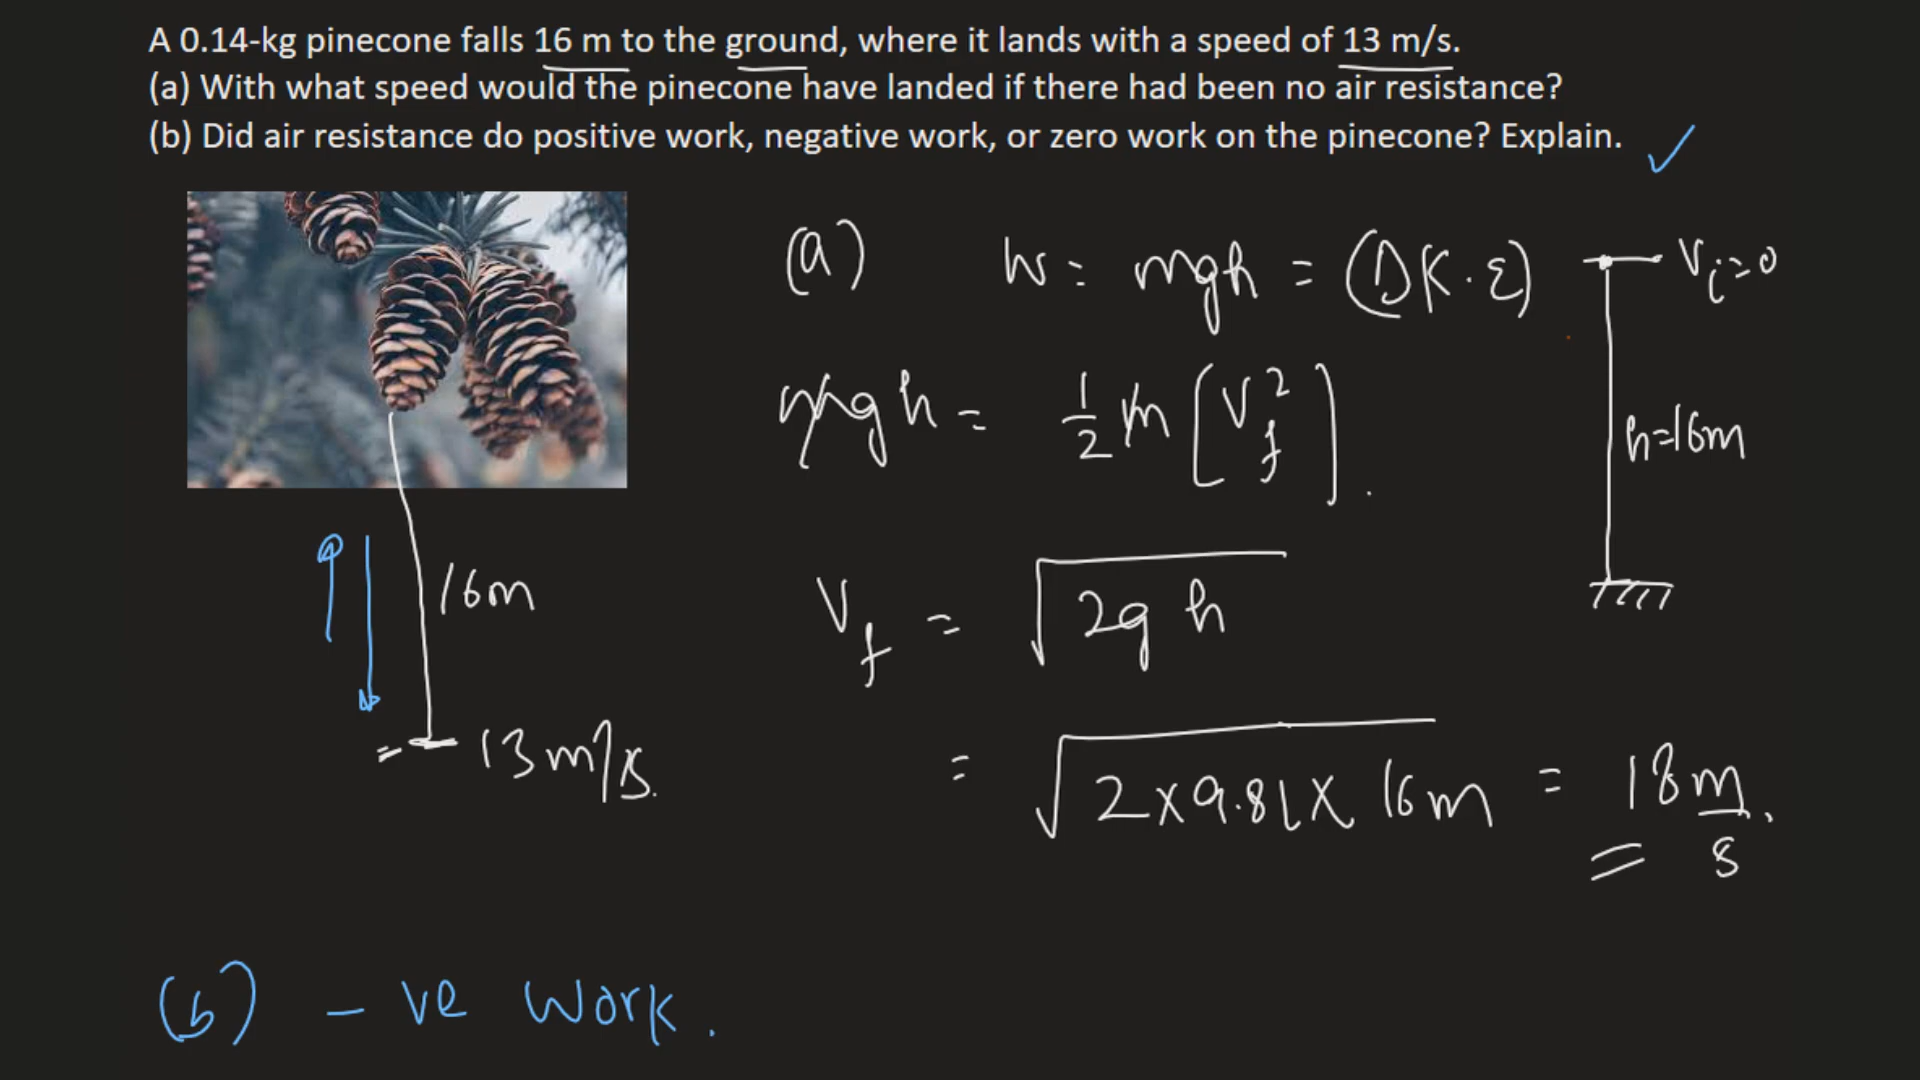 A 0.14-kg pinecone falls 16 m to the ground, where it lands with a speed of 13 m/s.
(a) With what speed would the pinecone have landed if there had been no air resistance?
(b) Did air resistance do positive work, negative work, or zero work on the pinecone? Explain.
(a) W = mgh = (ΔK.E)
Vi=0
mgh = 1/2 m [Vf²]
h=16m
16m
Vf = √2gh
= 13m/s.
= √2×9.81×16m = 18 m/s.
(b) -ve Work.